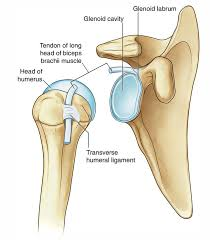 Glenoid labrum
Glenoid cavity
Tendon of long
head of biceps
brachii muscle
Head of
humerus
Transverse
humeral ligament